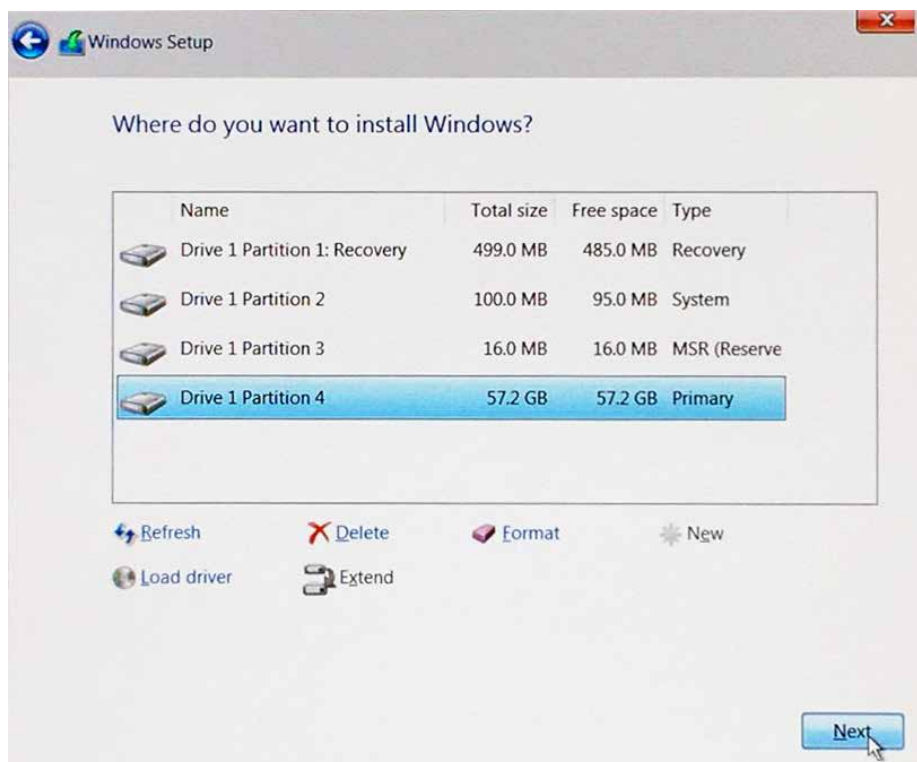 Windows Setup
Where do you want to install Windows?
Name Total size Free space Type
Drive 1 Partition 1: Recovery 499.0 MB 485.0 MB Recovery
Drive 1 Partition 2 100.0 MB 95.0 MB System
Drive 1 Partition 3 16.0 MB 16.0 MB MSR (Reserve
Drive 1 Partition 4 57.2 GB 57.2 GB Primary
Refresh Delete Format New
Load driver Extend
Next